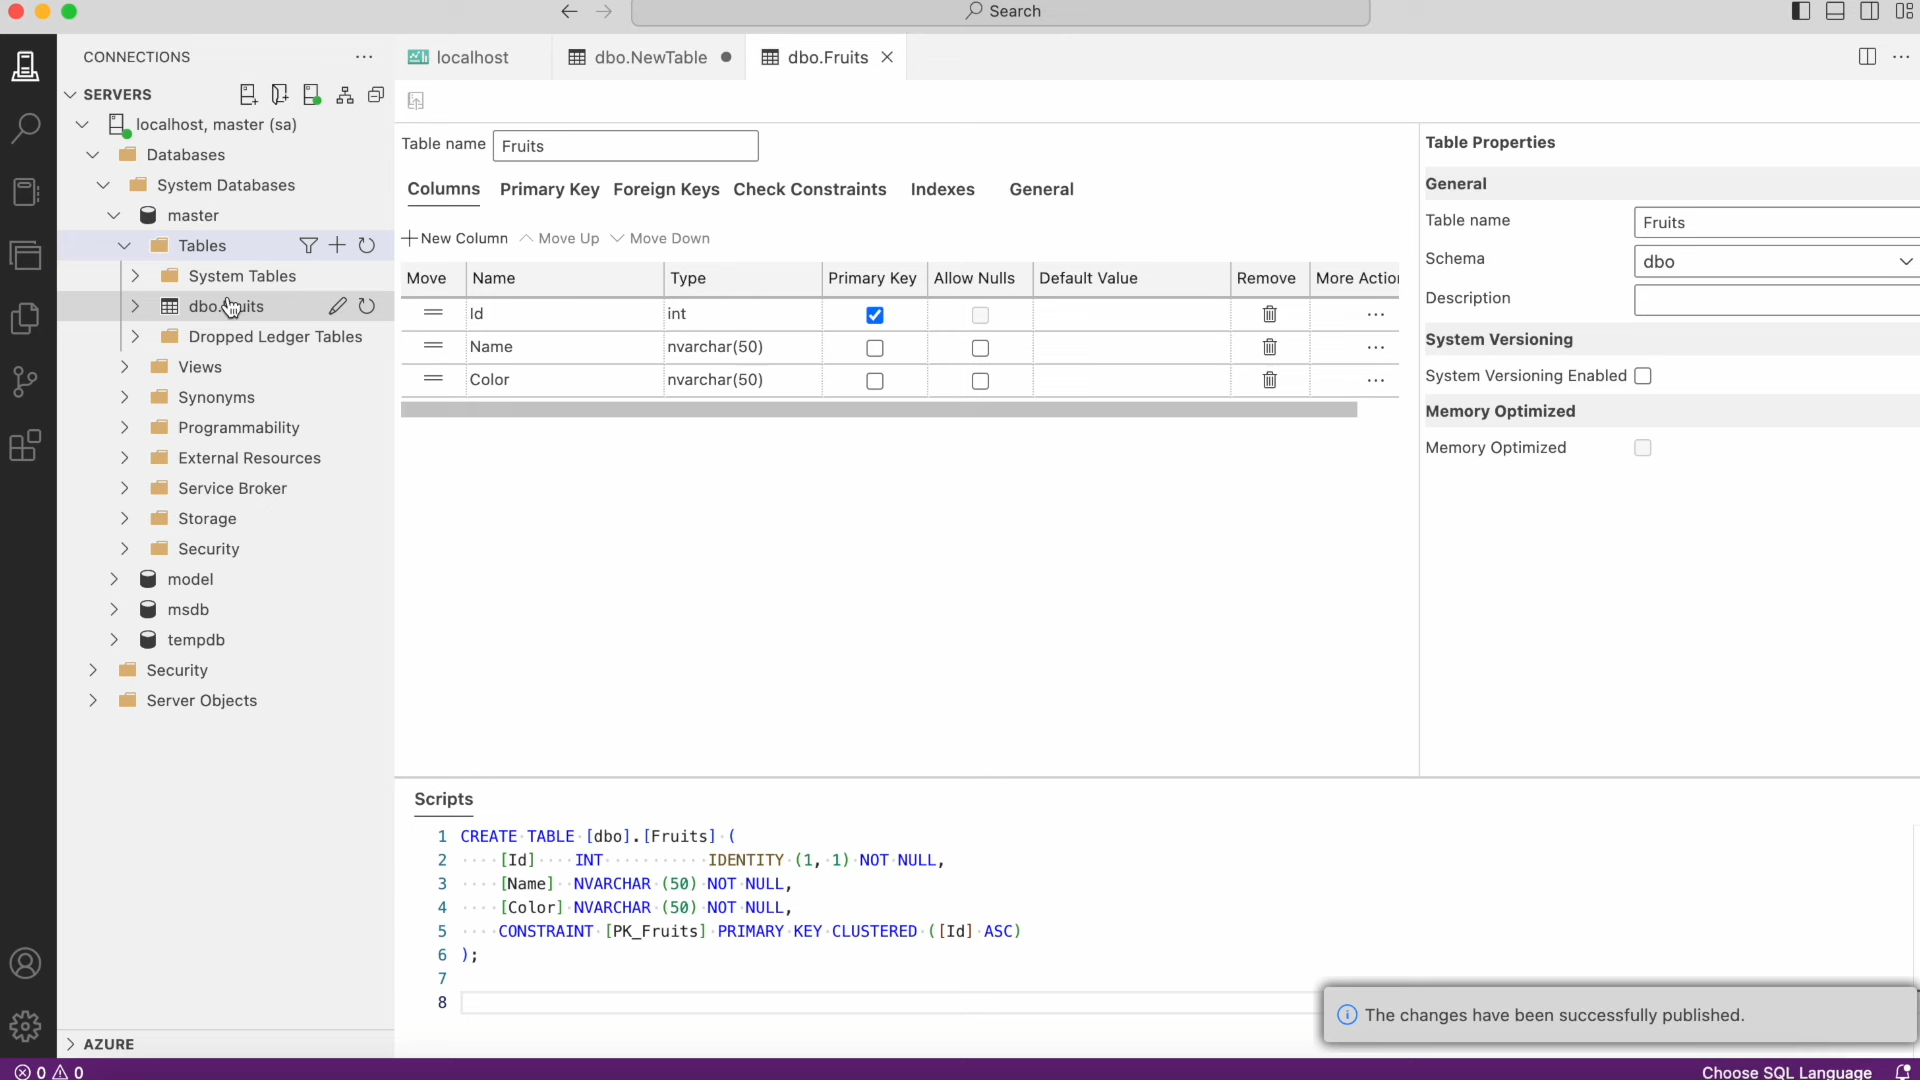 Search
CONNECTIONS
localhost
dbo.NewTable
dbo.Fruits
SERVERS
localhost, master (sa)
Databases
System Databases
master
Tables
System Tables
Dropped Ledger Tables
Views
Synonyms
Programmability
External Resources
Service Broker
Storage
Security
model
msdb
tempdb
Security
Server Objects
AZURE
Table name Fruits
Columns Primary Key Foreign Keys Check Constraints Indexes General
New Column Move Up Move Down
Move Name Type Primary Key Allow Nulls Default Value Remove More
Id int
Name nvarchar(50)
Color nvarchar(50)
Table Properties
General
Table name Fruits
Schema dbo
Description
System Versioning
System Versioning Enabled
Memory Optimized
Memory Optimized
Scripts
1 CREATE TABLE [dbo].[Fruits] (
2 [Id] INT IDENTITY (1, 1) NOT NULL,
3 [Name] NVARCHAR (50) NOT NULL,
4 [Color] NVARCHAR (50) NOT NULL,
5 CONSTRAINT [PK_Fruits] PRIMARY KEY CLUSTERED ([Id] ASC)
6 );
7
8
The changes have been successfully published.
0 0
Choose SQL Language